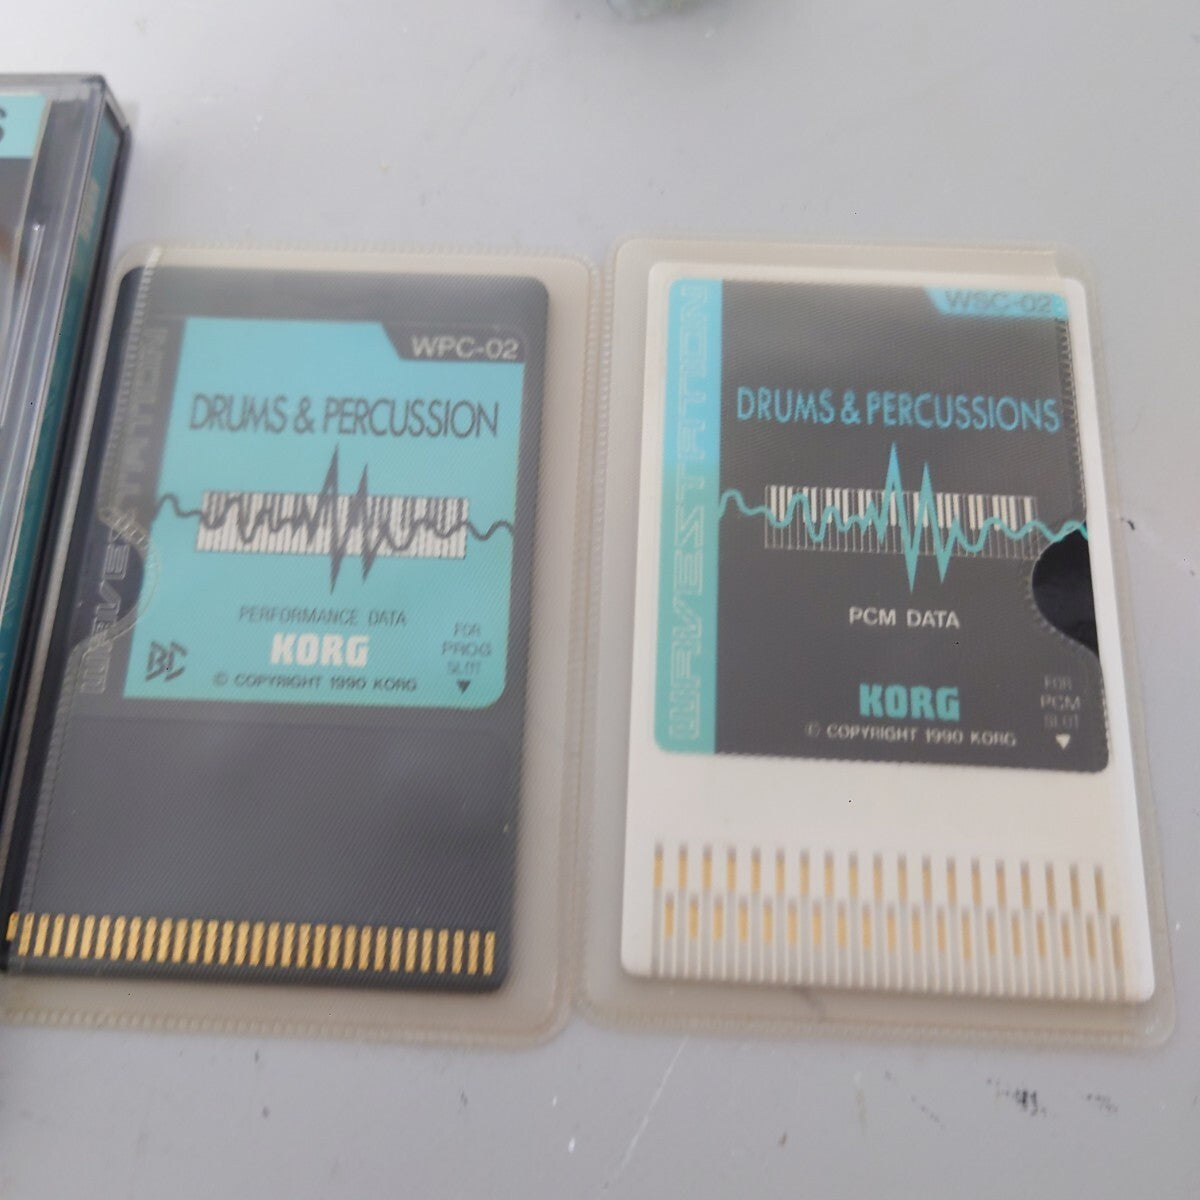 S
WPC-02
WAVESTATION
DRUMS & PERCUSSION
PERFORMANCE DATA
KORG
© COPYRIGHT 1990 KORG
FOR
PROG
SLOT
WSC-02
WAVESTATION
DRUMS & PERCUSSIONS
PCM DATA
KORG
© COPYRIGHT 1990 KORG
FOR
PCM
SLOT